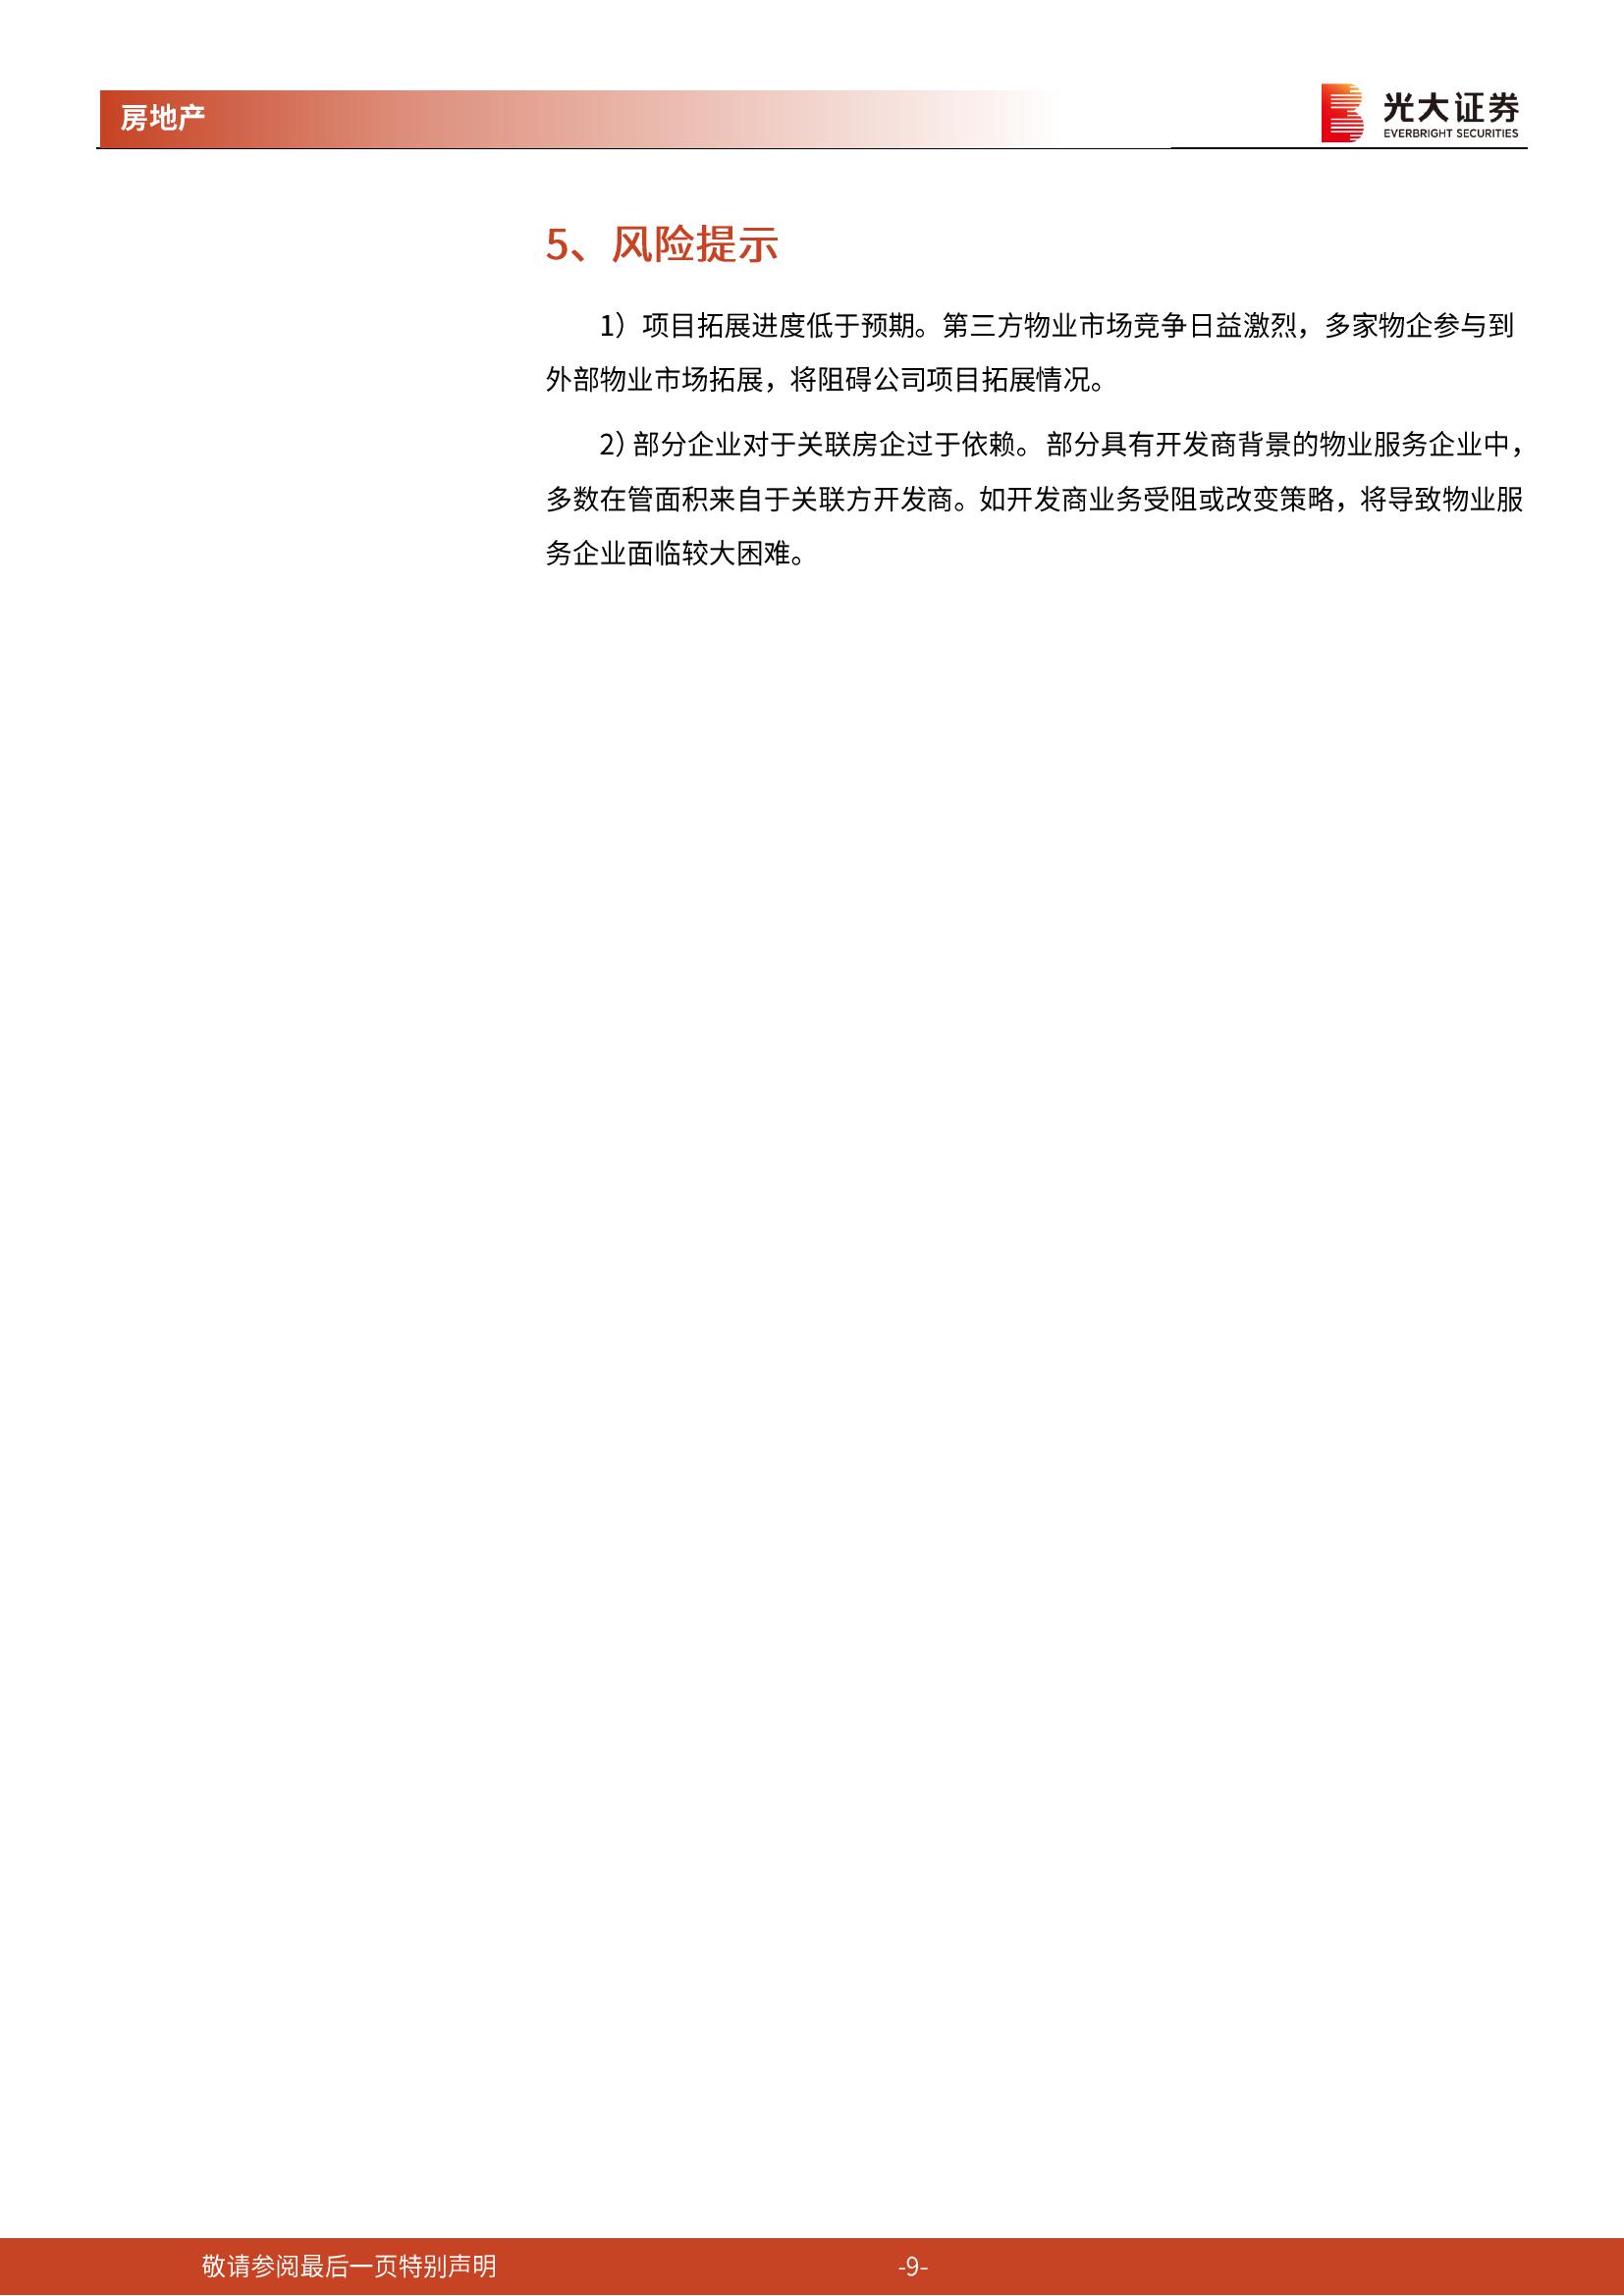 房地产
光大证券
EVERBRIGHT SECURITIES
5、风险提示
1）项目拓展进度低于预期。第三方物业市场竞争日益激烈，多家物企参与到
外部物业市场拓展，将阻碍公司项目拓展情况。
2）部分企业对于关联房企过于依赖。 部分具有开发商背景的物业服务企业中，
多数在管面积来自于关联方开发商。如开发商业务受阻或改变策略，将导致物业服
务企业面临较大困难。
敬请参阅最后一页特别声明
-9-